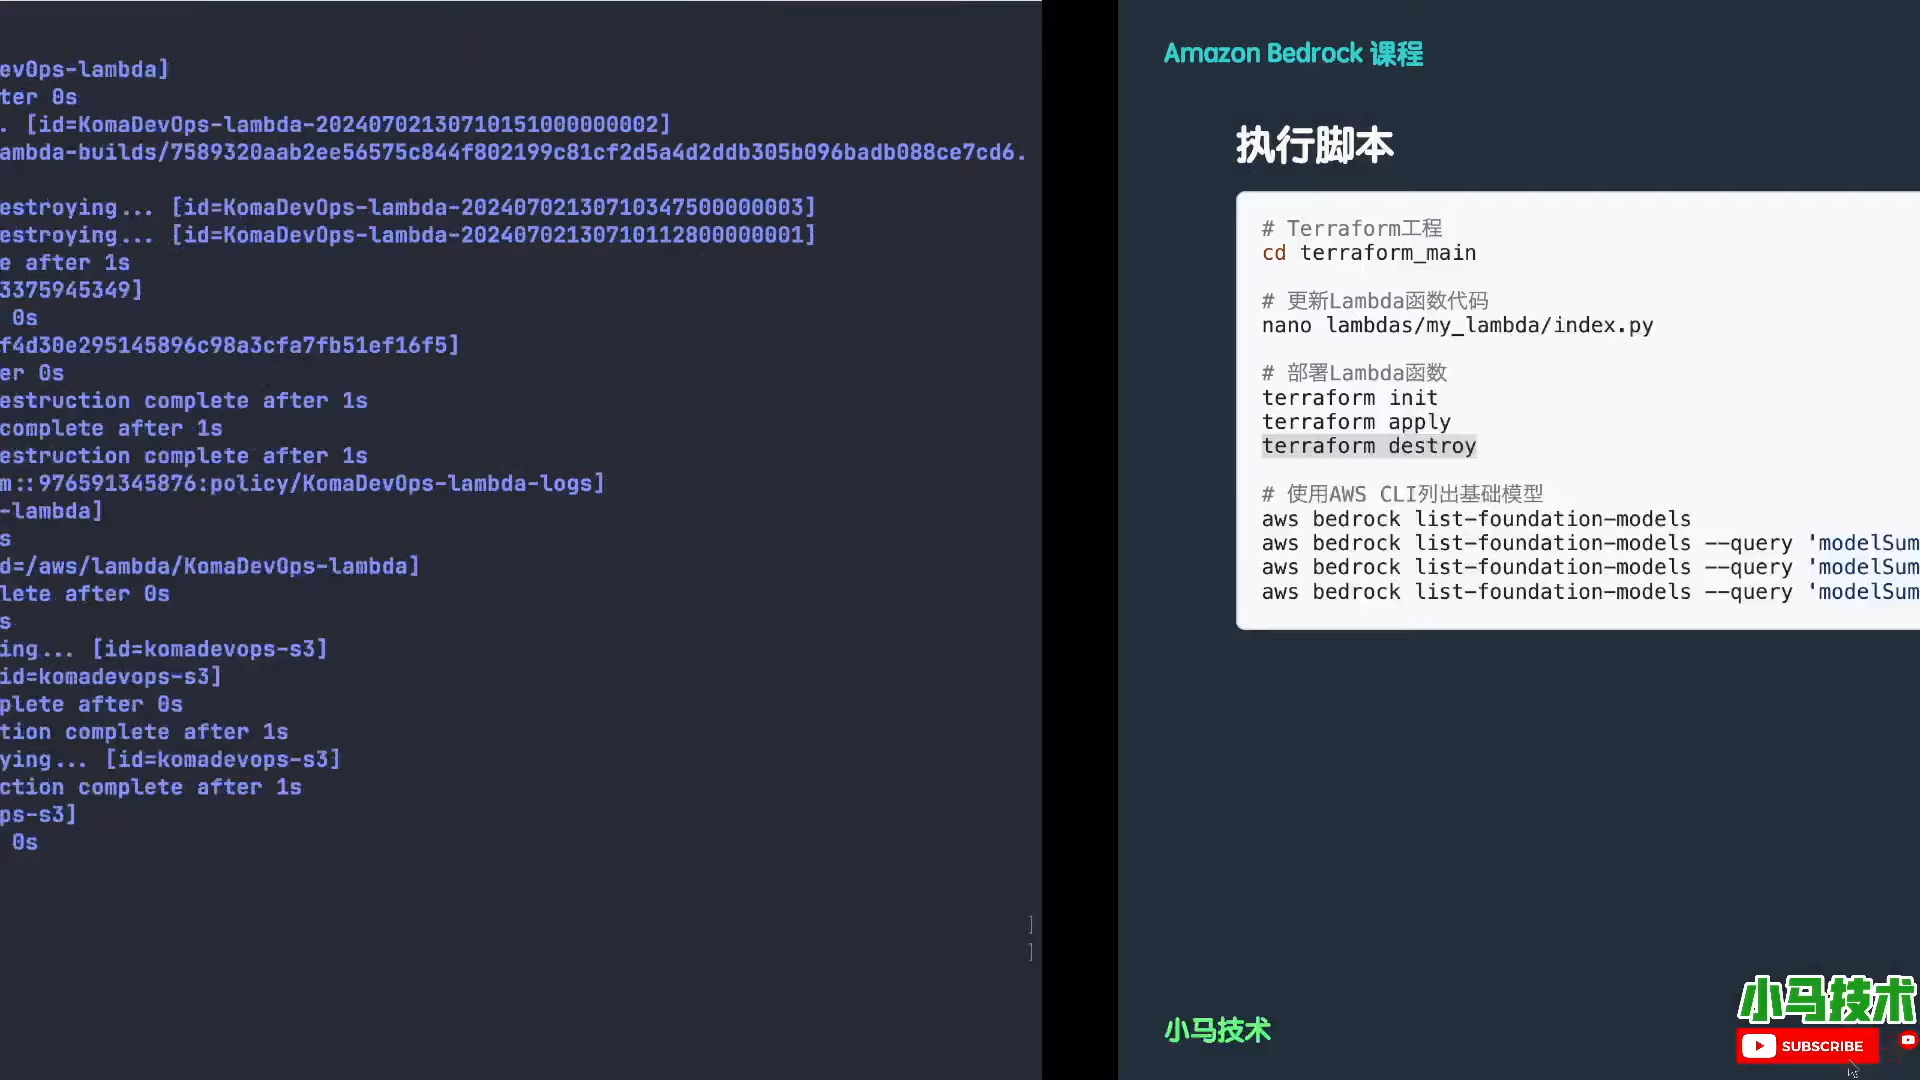 evOps-lambda]
ter 0s
. [id=KomaDevOps-lambda-20240702130710151000000002]
ambda-builds/7589320aab2ee56575c844f802199c81cf2d5a4d2ddb305b096badb088ce7cd6.
estroying... [id=KomaDevOps-lambda-20240702130710347500000003]
estroying... [id=KomaDevOps-lambda-20240702130710112800000001]
e after 1s
3375945349]
0s
f4d30e295145896c98a3cfa7fb51ef16f5]
er 0s
estruction complete after 1s
complete after 1s
estruction complete after 1s
m::976591345876:policy/KomaDevOps-lambda-logs]
-lambda]
s
d=/aws/lambda/KomaDevOps-lambda]
lete after 0s
s
ing... [id=komadevops-s3]
id=komadevops-s3]
plete after 0s
tion complete after 1s
ying... [id=komadevops-s3]
ction complete after 1s
ps-s3]
0s
]
]
Amazon Bedrock 课程
执行脚本
# Terraform工程
cd terraform_main
# 更新Lambda函数代码
nano lambdas/my_lambda/index.py
# 部署Lambda函数
terraform init
terraform apply
terraform destroy
# 使用AWS CLI列出基础模型
aws bedrock list-foundation-models
aws bedrock list-foundation-models --query 'modelSum
aws bedrock list-foundation-models --query 'modelSum
aws bedrock list-foundation-models --query 'modelSum
小马技术
小马技术
SUBSCRIBE